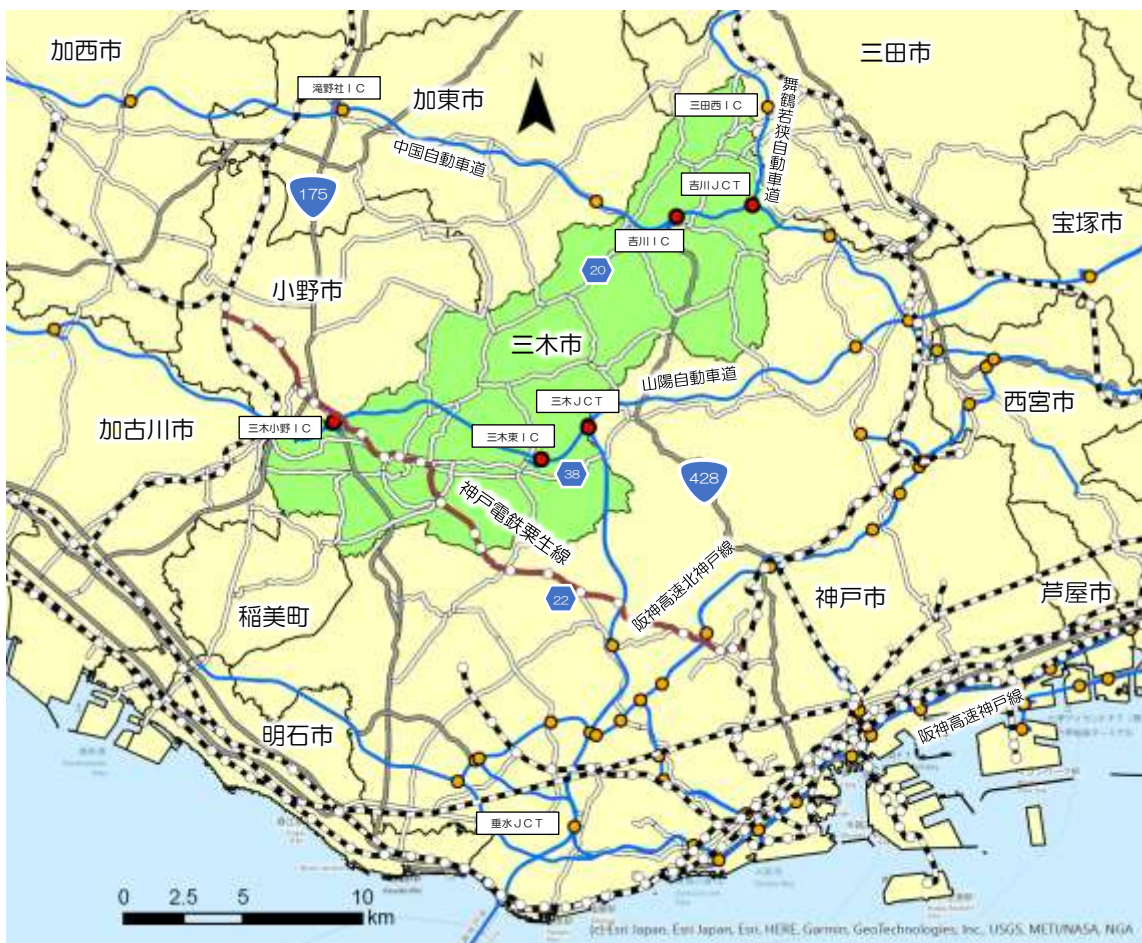 加西市
三田市
滝野社IC
加東市
N
三田西IC
舞鶴若狭自動車道
中国自動車道
175
吉川JCT
宝塚市
吉川IC
20
小野市
三木市
山陽自動車道
三木JCT
西宮市
加古川市
三木小野IC
三木東IC
38
428
神戸電鉄粟生線
22
阪神高速北神戸線
神戸市
芦屋市
稲美町
明石市
阪神高速神戸線
垂水JCT
0 2.5 5 10
km
(c) Esri Japan, Esri Japan, Esri, HERE, Garmin, GeoTechnologies, Inc., USGS, METI/NASA, NGA